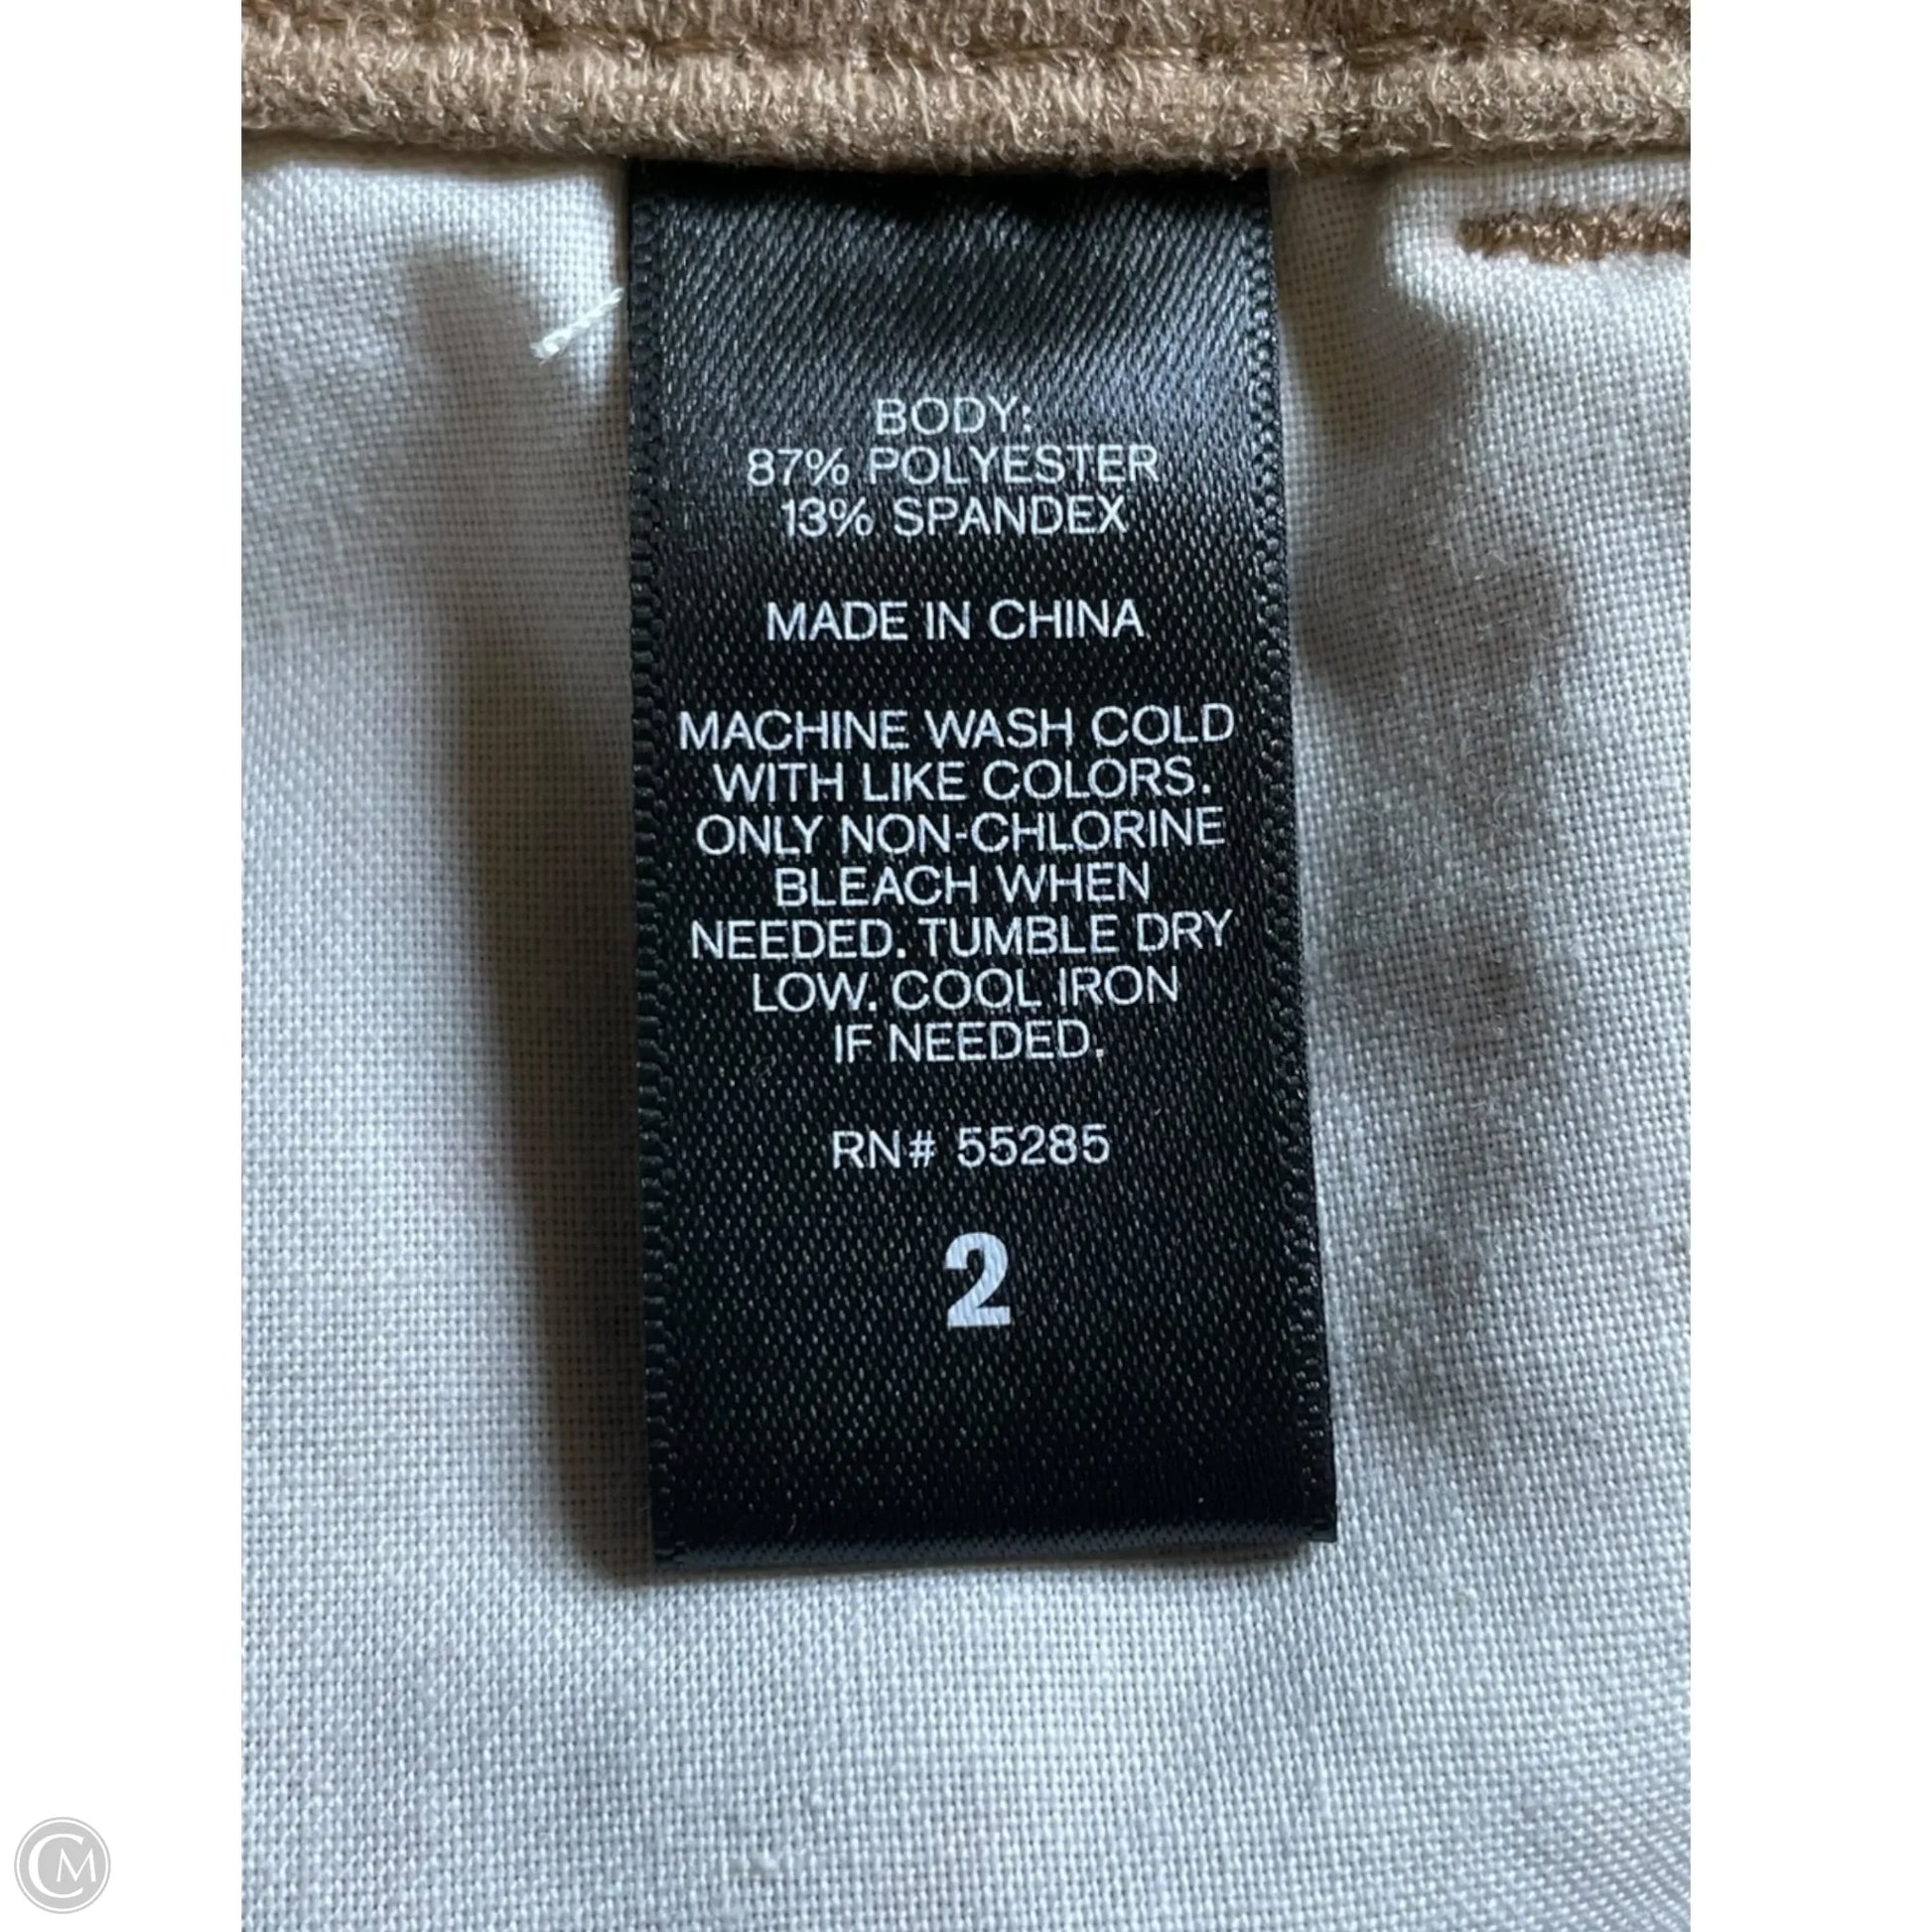 BODY:
87% POLYESTER
13% SPANDEX
MADE IN CHINA
MACHINE WASH COLD
WITH LIKE COLORS.
ONLY NON-CHLORINE
BLEACH WHEN
NEEDED. TUMBLE DRY
LOW. COOL IRON
IF NEEDED.
RN# 55285
2
CM